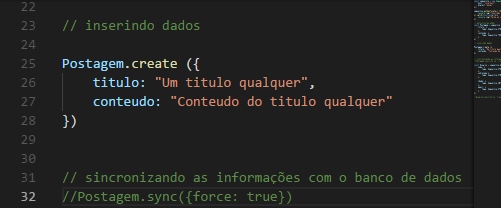 22
23 // inserindo dados
24
25 Postagem.create ({
26 titulo: "Um titulo qualquer",
27 conteudo: "Conteudo do titulo qualquer"
28 })
29
30
31 // sincronizando as informações com o banco de dados
32 //Postagem.sync({force: true})